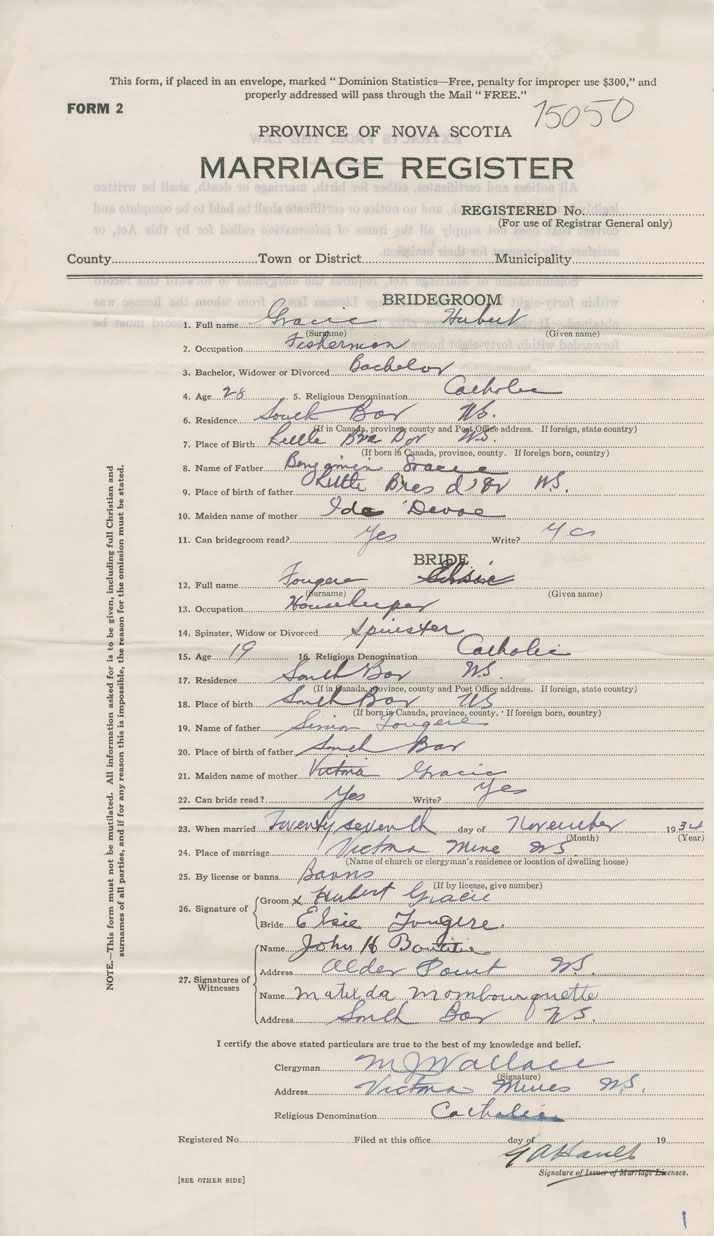 This form, if placed in an envelope, marked "Dominion Statistics—Free, penalty for improper use $300," and
properly addressed will pass through the Mail "FREE."
FORM 2
15050
PROVINCE OF NOVA SCOTIA
MARRIAGE REGISTER
REGISTERED No.
(For use of Registrar General only)
County Town or District Municipality
BRIDEGROOM
1. Full name Gracie Hubert
(Surname) (Given name)
2. Occupation Fisherman
3. Bachelor, Widower or Divorced Bachelor
4. Age 28 5. Religious Denomination Catholic
6. Residence South Bar N.S.
(If in Canada, province, county and Post Office address. If foreign, state country)
7. Place of Birth Little Bras Dor N.S.
(If born in Canada, province, county. If foreign born, country)
8. Name of Father Benjamin Gracie
9. Place of birth of father Little Bras d'Or N.S.
10. Maiden name of mother Ida Devoe
11. Can bridegroom read? Yes Write? Yes
BRIDE
12. Full name Fougere Elsie
(Surname) (Given name)
13. Occupation Housekeeper
14. Spinster, Widow or Divorced Spinster
15. Age 19 16. Religious Denomination Catholic
17. Residence South Bar N.S.
(If in Canada, Province, county and Post Office address. If foreign, state country)
18. Place of birth South Bar N.S.
(If born in Canada, province, county. If foreign born, country)
19. Name of father Simon Fougere
20. Place of birth of father South Bar
21. Maiden name of mother Victoria Gracie
22. Can bride read? Yes Write? Yes
23. When married Twenty seventh day of November 1934
(Month) (Year)
24. Place of marriage Victoria Mine N.S.
(Name of church or clergyman's residence or location of dwelling house)
25. By license or banns Banns
(If by license, give number)
26. Signature of Groom x Hubert Gracie
Bride Elsie Fougere.
27. Signatures of Witnesses
Name John H Boutilier
Address Alder Point N.S.
Name Matilda Mombourquette
Address South Bar N.S.
I certify the above stated particulars are true to the best of my knowledge and belief.
Clergyman M J Wallace
(Signature)
Address Victoria Mines N.S.
Religious Denomination Catholic
Registered No. Filed at this office day of 19
Signature of Issuer of Marriage Licenses.
[SEE OTHER SIDE]
1
NOTE.—This form must not be mutilated. All information asked for is to be given, including full Christian and
surnames of all parties, and if for any reason this is impossible, the reason for the omission must be stated.